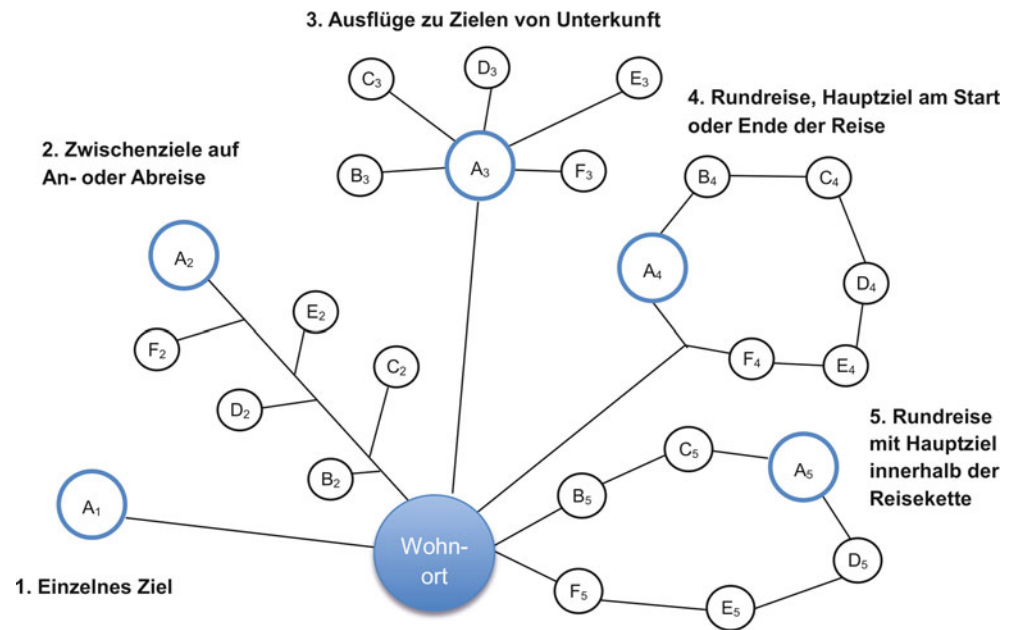 3. Ausflüge zu Zielen von Unterkunft
C₃
D₃
E₃
B₃
A₃
F₃
4. Rundreise, Hauptziel am Start
oder Ende der Reise
B₄
C₄
A₄
D₄
F₄
E₄
2. Zwischenziele auf
An- oder Abreise
A₂
E₂
F₂
C₂
D₂
B₂
5. Rundreise
mit Hauptziel
innerhalb der
Reisekette
C₅
A₅
B₅
D₅
F₅
E₅
A₁
Wohn-
ort
1. Einzelnes Ziel